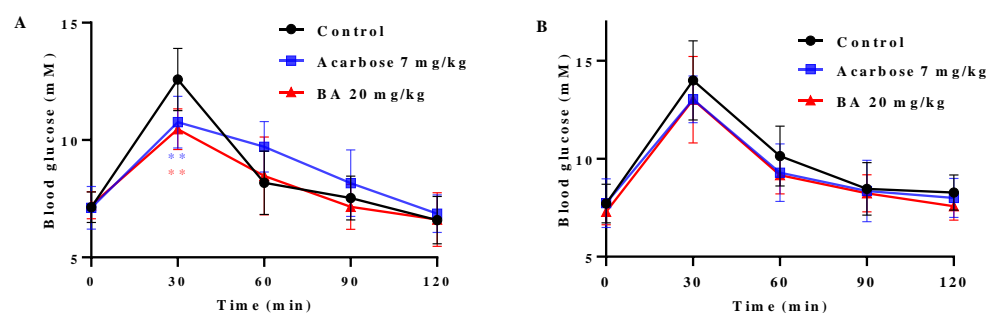 A
15
10
5
Blood glucose (mM)
Control
Acarbose 7 mg/kg
BA 20 mg/kg
**
**
0 30 60 90 120
Time (min)
B
15
10
5
Blood glucose (mM)
Control
Acarbose 7 mg/kg
BA 20 mg/kg
0 30 60 90 120
Time (min)